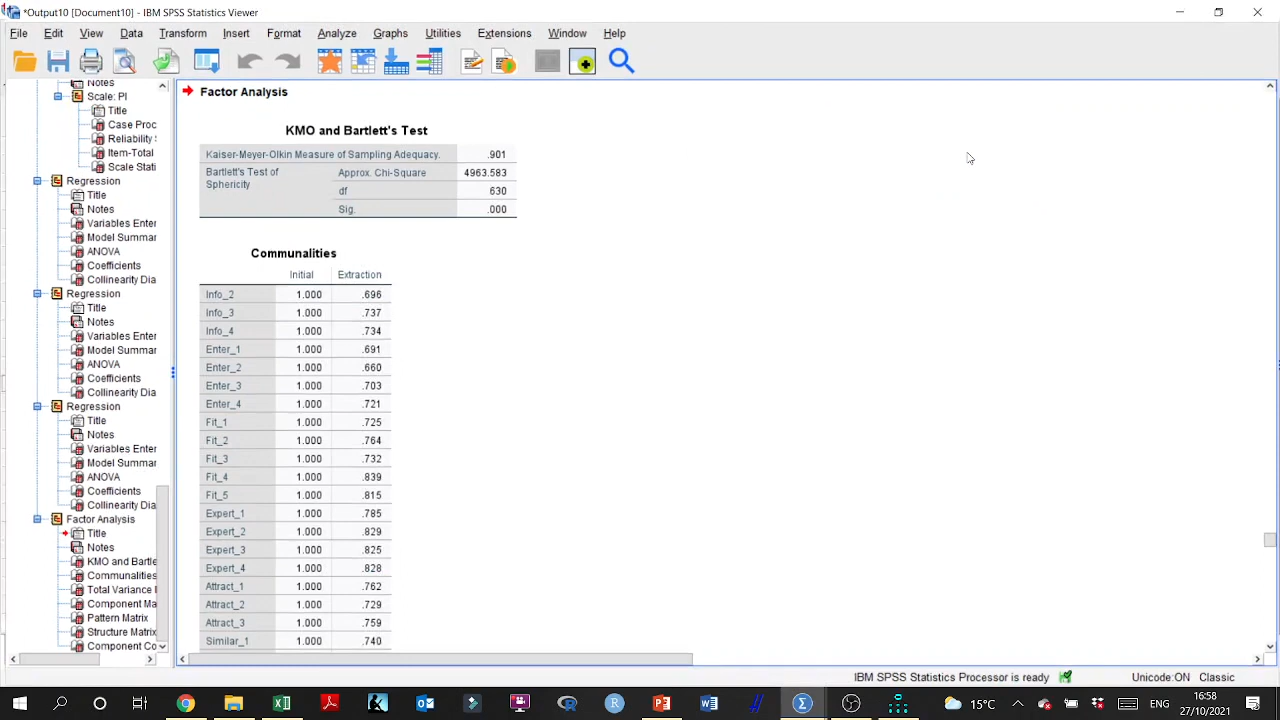 *Output10 [Document10] - IBM SPSS Statistics Viewer
File Edit View Data Transform Insert Format Analyze Graphs Utilities Extensions Window Help
Notes
Scale: PI
Title
Case Proc
Reliability S
Item-Total
Scale Stati
Regression
Title
Notes
Variables Enter
Model Summar
ANOVA
Coefficients
Collinearity Dia
Regression
Title
Notes
Variables Enter
Model Summar
ANOVA
Coefficients
Collinearity Dia
Regression
Title
Notes
Variables Enter
Model Summar
ANOVA
Coefficients
Collinearity Dia
Factor Analysis
Title
Notes
KMO and Bartle
Communalities
Total Variance
Component Ma
Pattern Matrix
Structure Matrix
Component Co
Factor Analysis
KMO and Bartlett's Test
Kaiser-Meyer-Olkin Measure of Sampling Adequacy. .901
Bartlett's Test of Sphericity Approx. Chi-Square 4963.583
df 630
Sig. .000
Communalities
Initial Extraction
Info_2 1.000 .696
Info_3 1.000 .737
Info_4 1.000 .734
Enter_1 1.000 .691
Enter_2 1.000 .660
Enter_3 1.000 .703
Enter_4 1.000 .721
Fit_1 1.000 .725
Fit_2 1.000 .764
Fit_3 1.000 .732
Fit_4 1.000 .839
Fit_5 1.000 .815
Expert_1 1.000 .785
Expert_2 1.000 .829
Expert_3 1.000 .825
Expert_4 1.000 .828
Attract_1 1.000 .762
Attract_2 1.000 .729
Attract_3 1.000 .759
Similar_1 1.000 .740
IBM SPSS Statistics Processor is ready Unicode:ON Classic
15°C ENG 16:58
27/10/2021